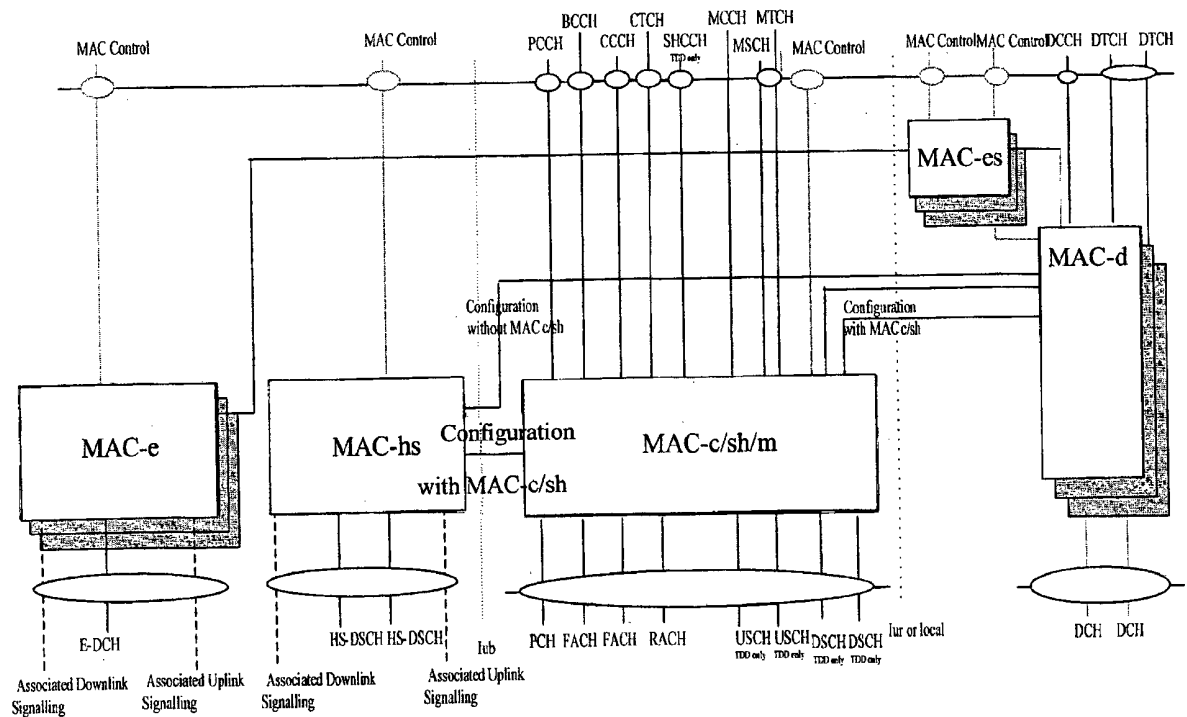 MAC Control
MAC Control
PCCH
BCCH
CCCH
CTCH
SHCCH
TDD only
MCCH
MSCH
MTCH
MAC Control
MAC Control
MAC Control
DCCH
DTCH
DTCH
MAC-es
MAC-d
Configuration
without MAC c/sh
Configuration
with MAC c/sh
MAC-e
MAC-hs
Configuration
with MAC-c/sh
MAC-c/sh/m
E-DCH
HS-DSCH
HS-DSCH
Iub
PCH
FACH
FACH
RACH
USCH
TDD only
USCH
TDD only
DSCH
TDD only
DSCH
TDD only
Iur or local
DCH
DCH
Associated Downlink
Signalling
Associated Uplink
Signalling
Associated Downlink
Signalling
Associated Uplink
Signalling